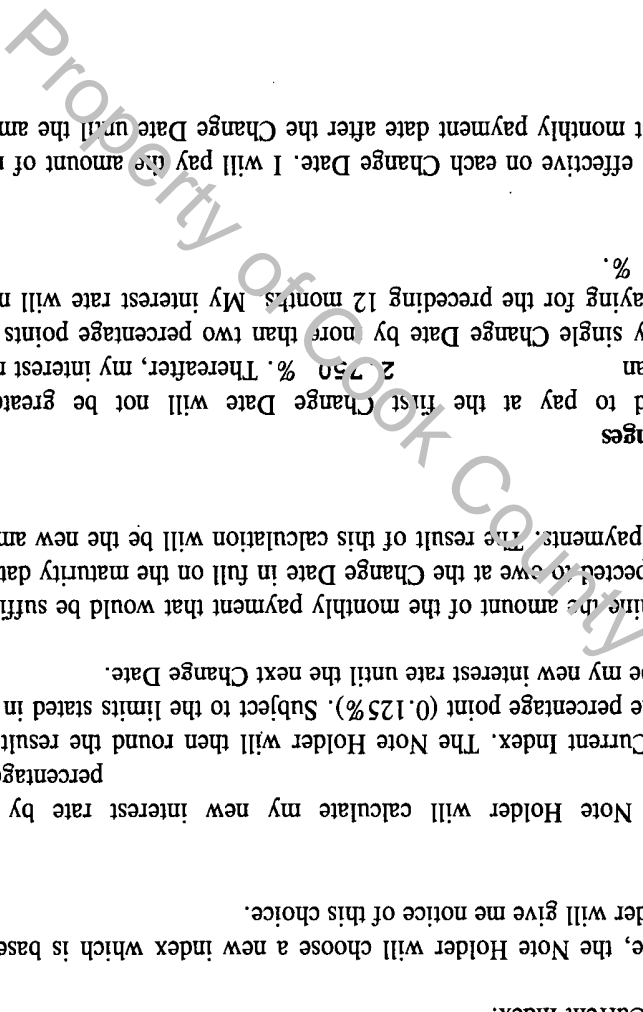 Current Index.
e, the Note Holder will choose a new index which is base
der will give me notice of this choice.
Note Holder will calculate my new interest rate by
percentage
Current Index. The Note Holder will then round the result
e percentage point (0.125%). Subject to the limits stated in
e my new interest rate until the next Change Date.
ine the amount of the monthly payment that would be suffi
pected to owe at the Change Date in full on the maturity dat
payments. The result of this calculation will be the new am
nges
d to pay at the first Change Date will not be greate
an 2.750 %. Thereafter, my interest r
y single Change Date by more than two percentage points
aying for the preceding 12 months. My interest rate will n
%.
effective on each Change Date. I will pay the amount of
t monthly payment date after the Change Date until the am
Property of Cook County